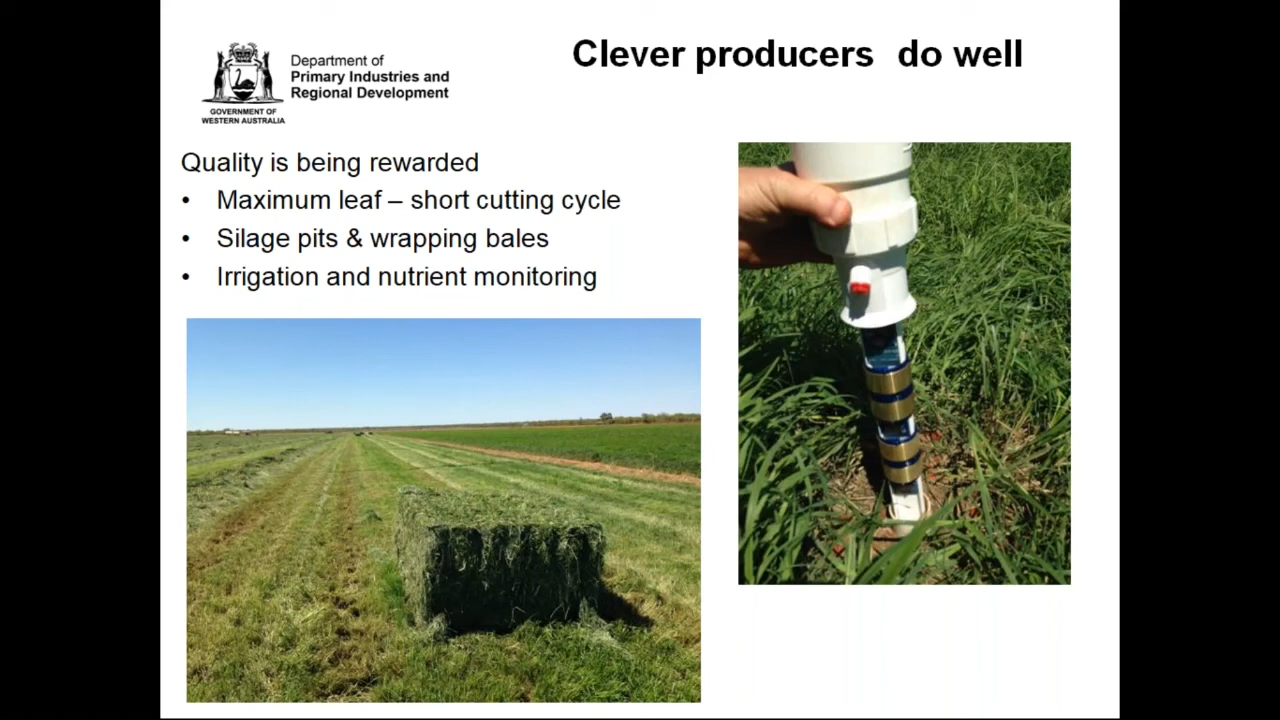 Clever producers do well
Department of
Primary Industries and
Regional Development
GOVERNMENT OF
WESTERN AUSTRALIA
Quality is being rewarded
• Maximum leaf – short cutting cycle
• Silage pits & wrapping bales
• Irrigation and nutrient monitoring